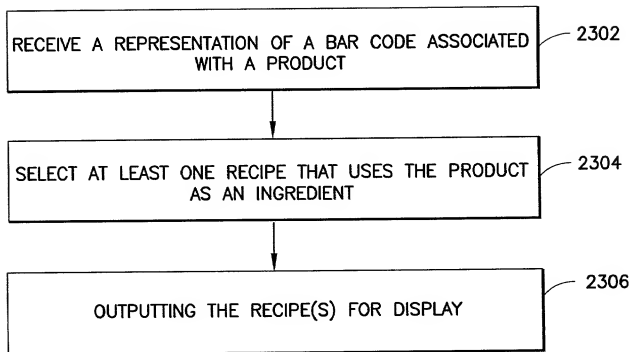 RECEIVE A REPRESENTATION OF A BAR CODE ASSOCIATED
WITH A PRODUCT
2302
SELECT AT LEAST ONE RECIPE THAT USES THE PRODUCT
AS AN INGREDIENT
2304
OUTPUTTING THE RECIPE(S) FOR DISPLAY
2306